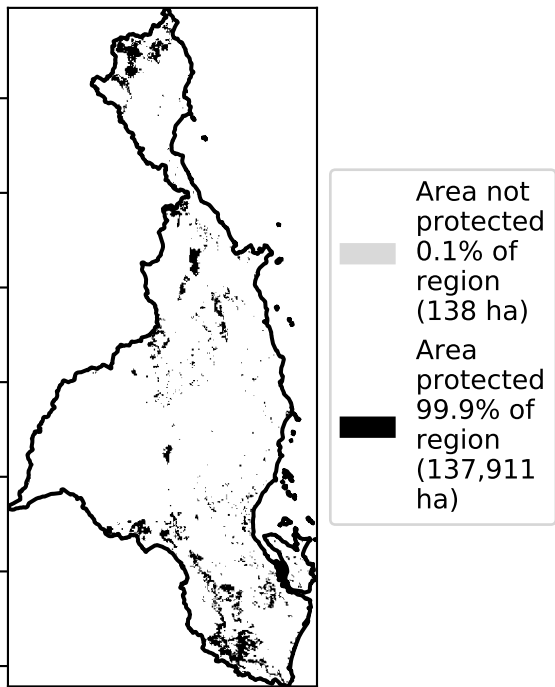 Area not
protected
0.1% of
region
(138 ha)
Area
protected
99.9% of
region
(137,911
ha)